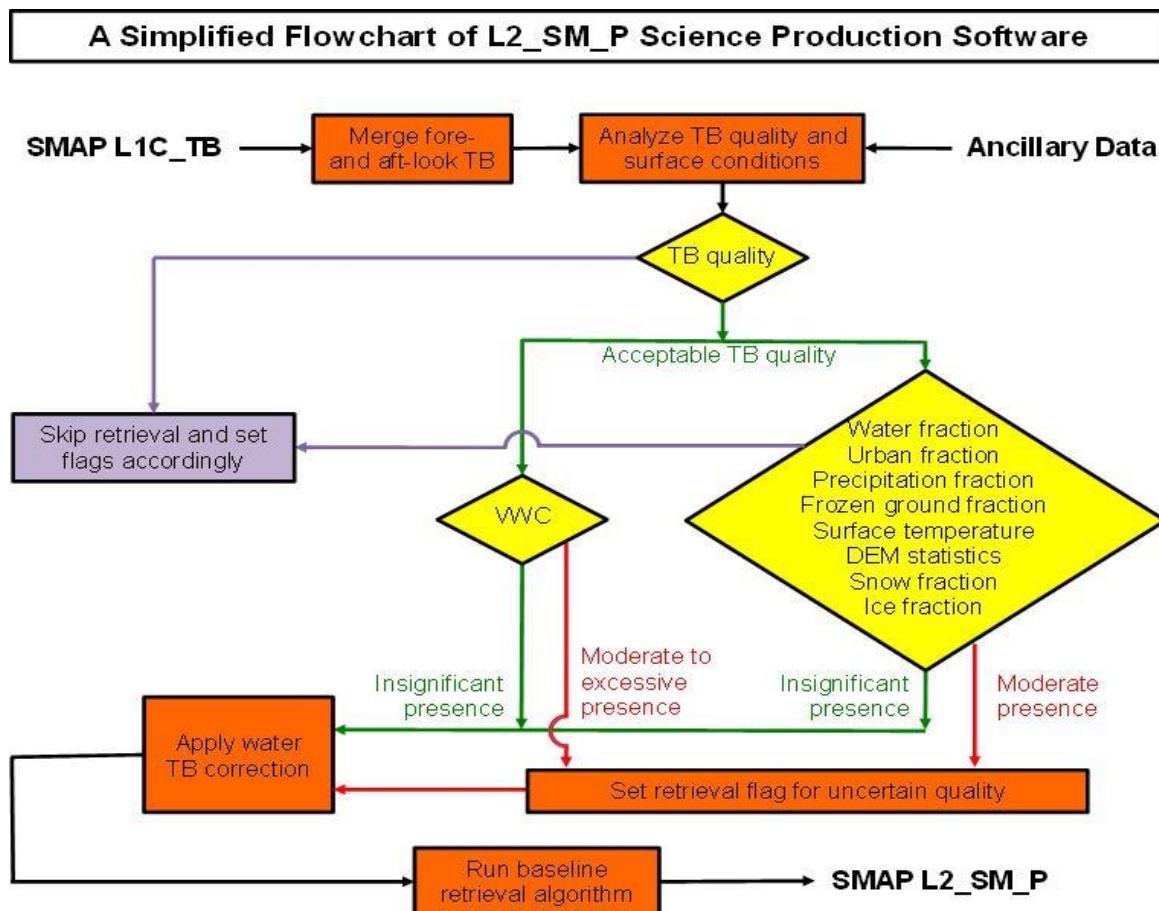 A Simplified Flowchart of L2_SM_P Science Production Software
SMAP L1C_TB
Merge fore-
and aft-look TB
Analyze TB quality and
surface conditions
Ancillary Data
TB quality
Acceptable TB quality
Skip retrieval and set
flags accordingly
VWC
Water fraction
Urban fraction
Precipitation fraction
Frozen ground fraction
Surface temperature
DEM statistics
Snow fraction
Ice fraction
Insignificant
presence
Moderate to
excessive
presence
Insignificant
presence
Moderate
presence
Apply water
TB correction
Set retrieval flag for uncertain quality
Run baseline
retrieval algorithm
SMAP L2_SM_P